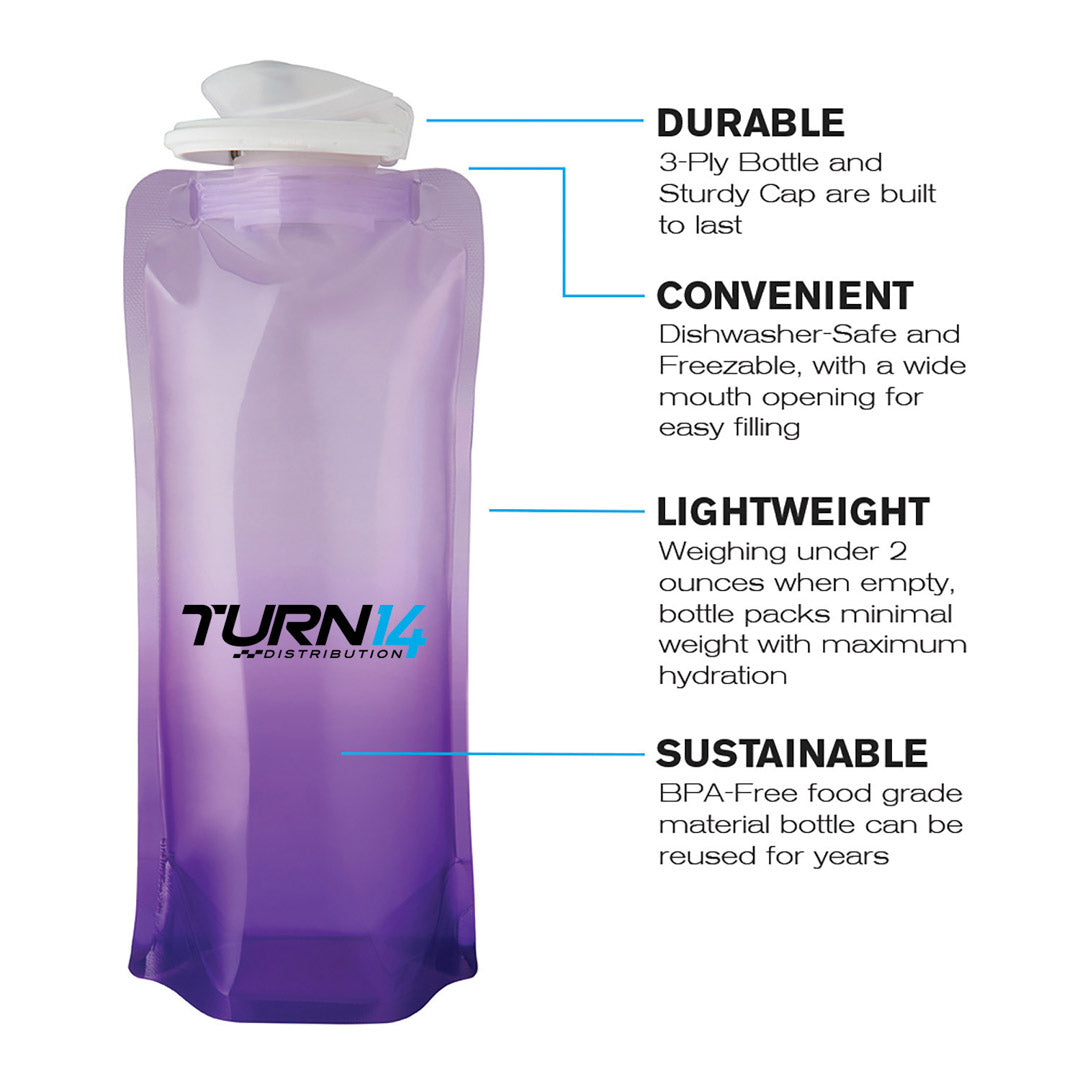 DURABLE
3-Ply Bottle and
Sturdy Cap are built
to last
CONVENIENT
Dishwasher-Safe and
Freezable, with a wide
mouth opening for
easy filling
LIGHTWEIGHT
Weighing under 2
ounces when empty,
bottle packs minimal
weight with maximum
hydration
TURN14
DISTRIBUTION
SUSTAINABLE
BPA-Free food grade
material bottle can be
reused for years